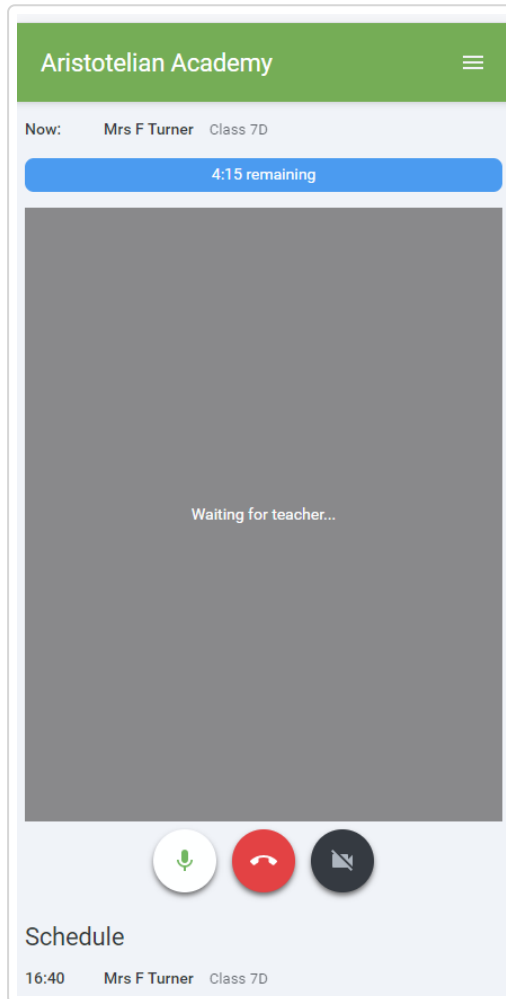 Aristotelian Academy
Now: Mrs F Turner Class 7D
4:15 remaining
Waiting for teacher...
Schedule
16:40 Mrs F Turner Class 7D